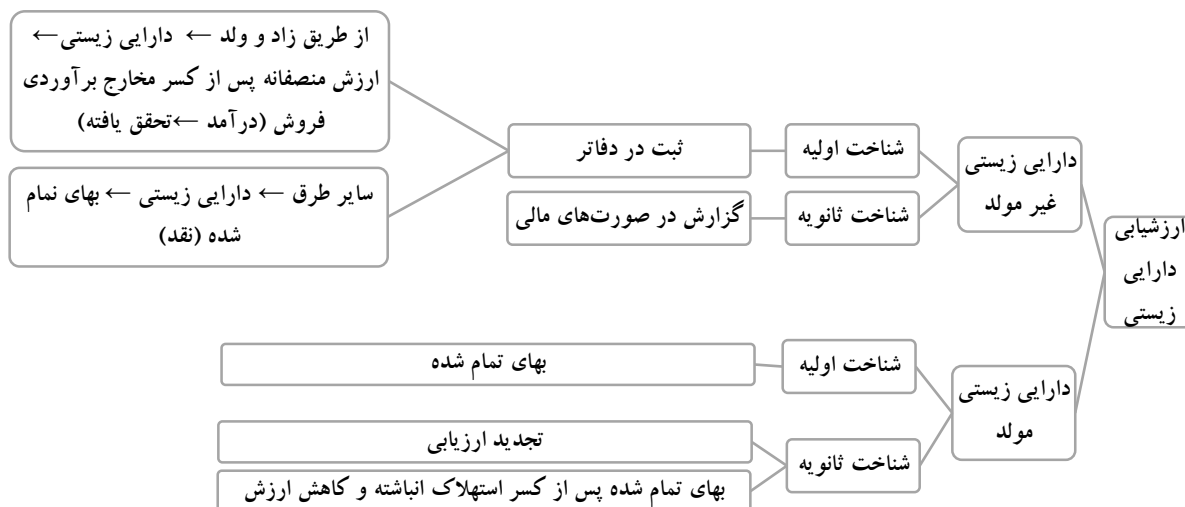 ارزشیابی
دارایی
زیستی
دارایی زیستی
غیر مولد
شناخت اولیه
ثبت در دفاتر
از طریق زاد و ولد ← دارایی زیستی←
ارزش منصفانه پس از کسر مخارج برآوردی
فروش (درآمد ←تحقق یافته)
سایر طرق ← دارایی زیستی ← بهای تمام
شده (نقد)
شناخت ثانویه
گزارش در صورت‌های مالی
دارایی زیستی
مولد
شناخت اولیه
بهای تمام شده
شناخت ثانویه
تجدید ارزیابی
بهای تمام شده پس از کسر استهلاک انباشته و کاهش ارزش